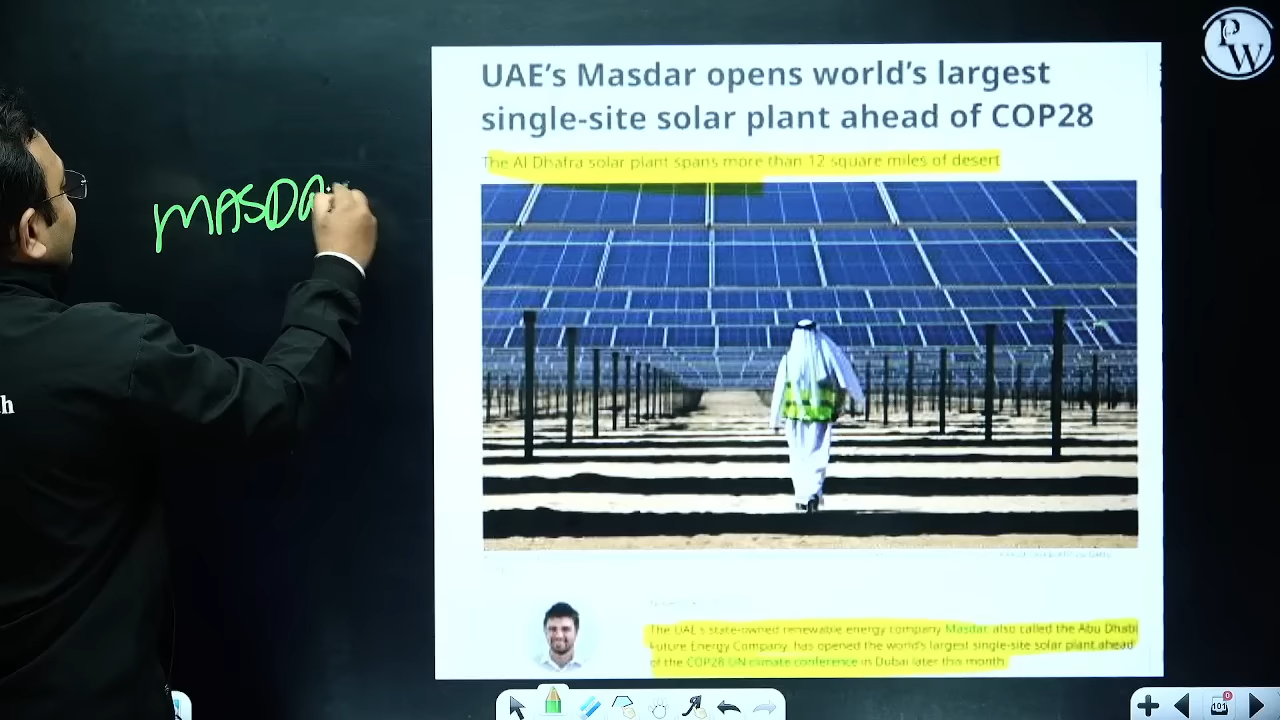 PW
UAE's Masdar opens world's largest
single-site solar plant ahead of COP28
The Al Dhafra solar plant spans more than 12 square miles of desert
MASDA
h
The UAE's state-owned renewable energy company Masdar also called the Abu Dhabi
Future Energy Company, has opened the world's largest single-site solar plant ahead
of the COP28 UN climate conference in Dubai later this month.
101
0